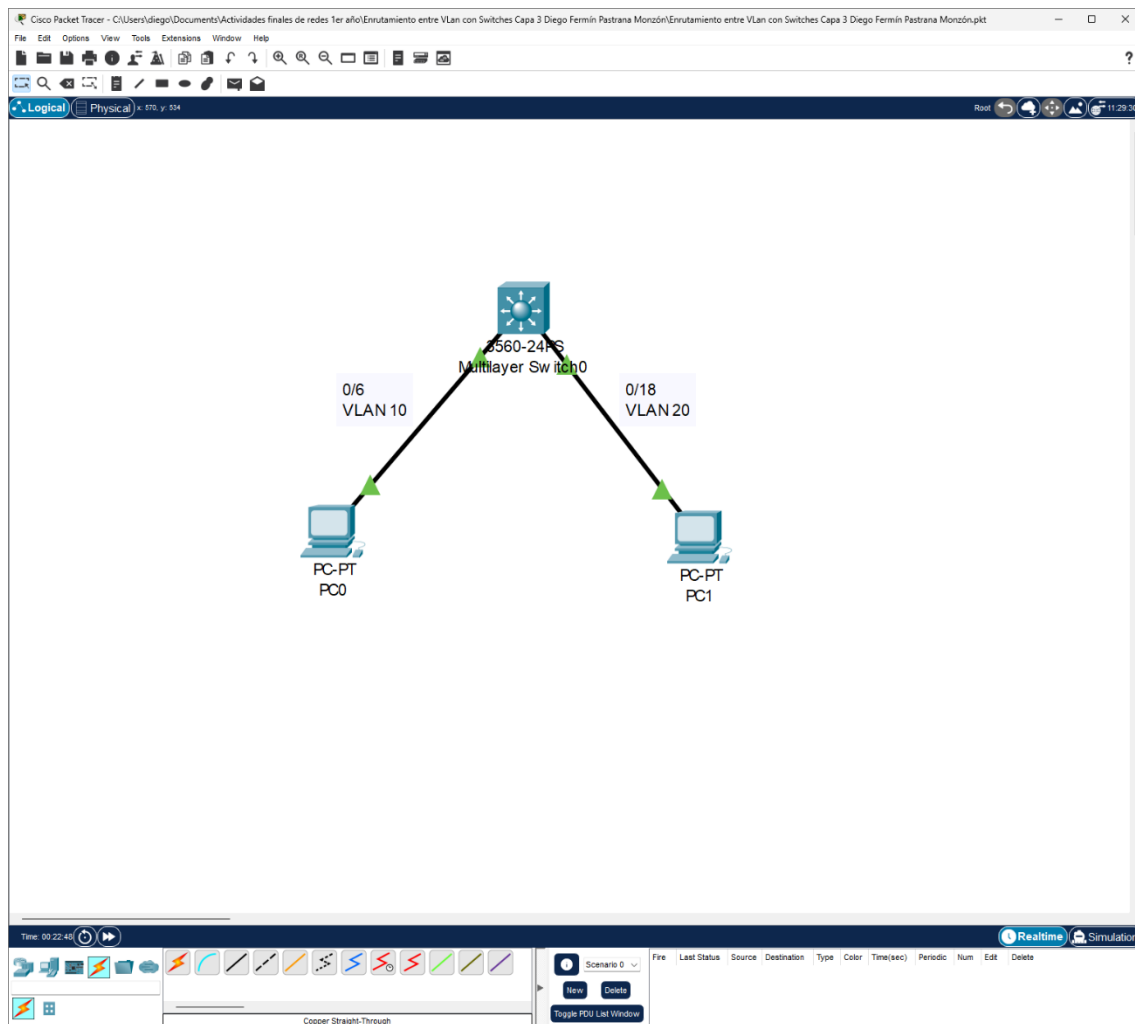 Cisco Packet Tracer - C:\Users\diego\Documents\Actividades finales de redes 1er año\Enrutamiento entre VLan con Switches Capa 3 Diego Fermín Pastrana Monzón\Enrutamiento entre VLan con Switches Capa 3 Diego Fermín Pastrana Monzón.pkt
File Edit Options View Tools Extensions Window Help
?
Logical Physical x: 570, y: 534 Root 11:29:30
3560-24PS
Multilayer Switch0
0/6
VLAN 10
0/18
VLAN 20
PC-PT
PC0
PC-PT
PC1
Time: 00:22:48 Realtime Simulation
Scenario 0
New Delete
Toggle PDU List Window
Fire Last Status Source Destination Type Color Time(sec) Periodic Num Edit Delete
Copper Straight-Through